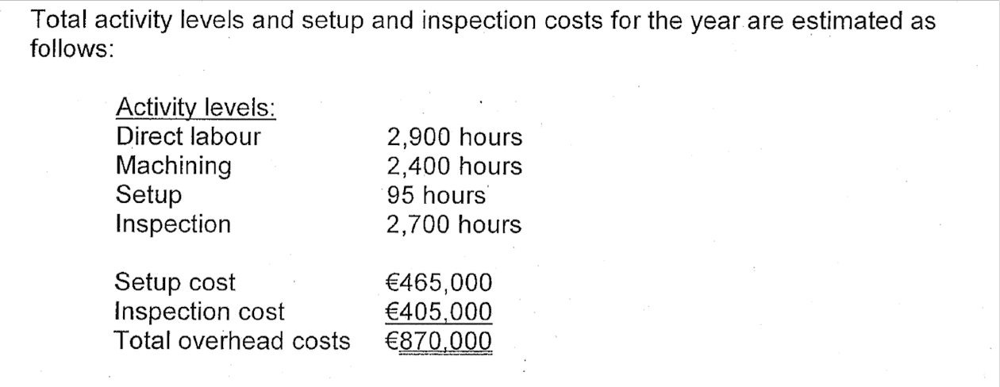 Total activity levels and setup and inspection costs for the year are estimated as
follows:
Activity levels:
Direct labour 2,900 hours
Machining 2,400 hours
Setup 95 hours
Inspection 2,700 hours
Setup cost €465,000
Inspection cost €405,000
Total overhead costs €870,000